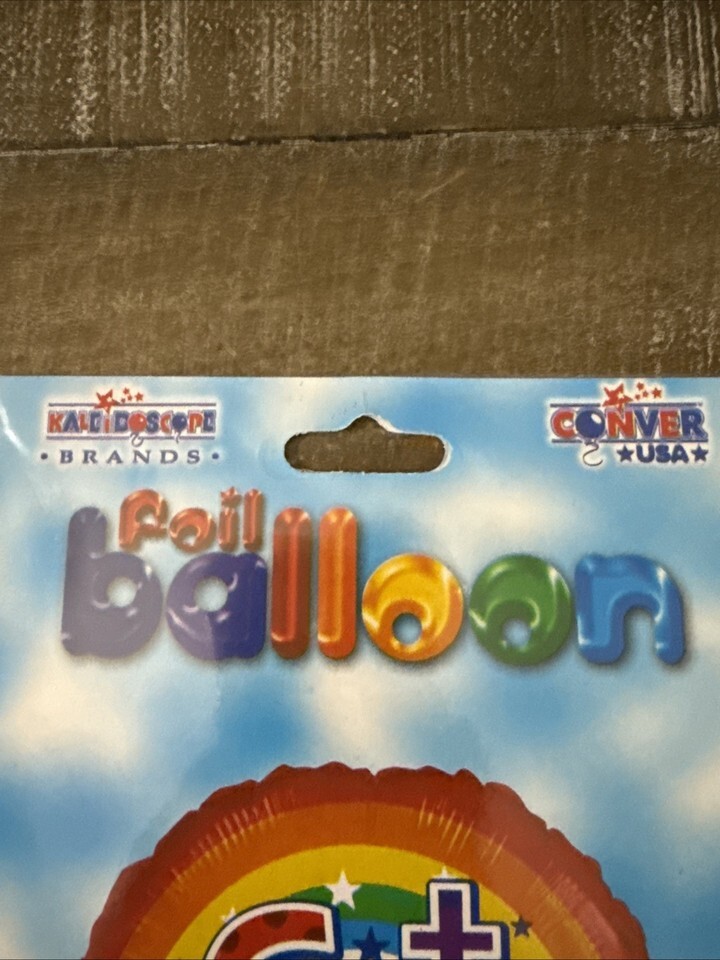 KALEIDOSCOPE
• BRANDS •
CONVER
★USA★
foil
balloon